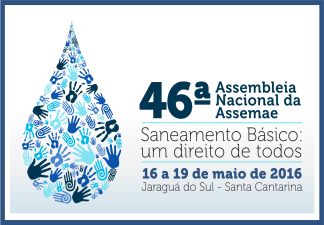 46ª Assembleia
Nacional da
Assemae
Saneamento Básico:
um direito de todos
16 a 19 de maio de 2016
Jaraguá do Sul - Santa Cantarina